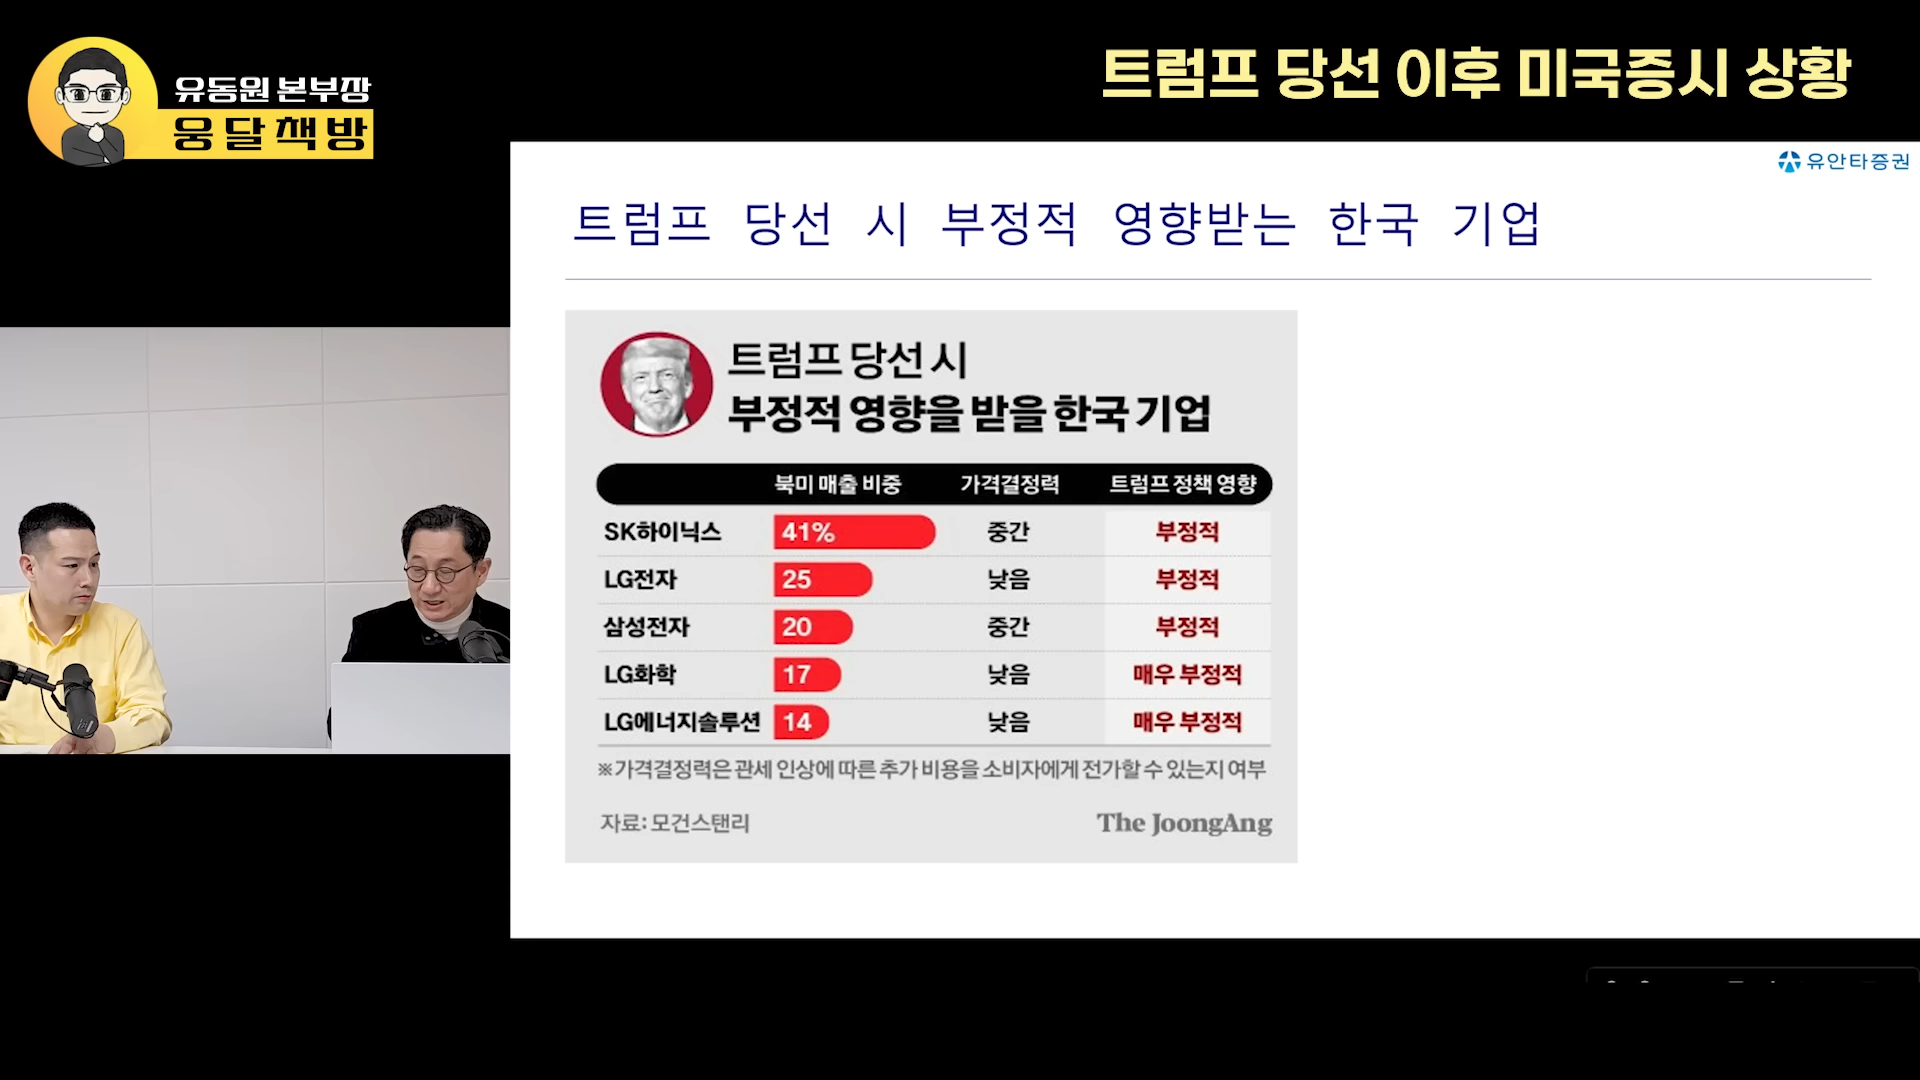 유동원 본부장
웅달책방
트럼프 당선 이후 미국증시 상황
유안타증권
트럼프 당선 시 부정적 영향받는 한국 기업
트럼프 당선 시
부정적 영향을 받을 한국 기업
북미 매출 비중 가격결정력 트럼프 정책 영향
SK하이닉스 41% 중간 부정적
LG전자 25 낮음 부정적
삼성전자 20 중간 부정적
LG화학 17 낮음 매우 부정적
LG에너지솔루션 14 낮음 매우 부정적
※가격결정력은 관세 인상에 따른 추가 비용을 소비자에게 전가할 수 있는지 여부
자료: 모건스탠리
The JoongAng